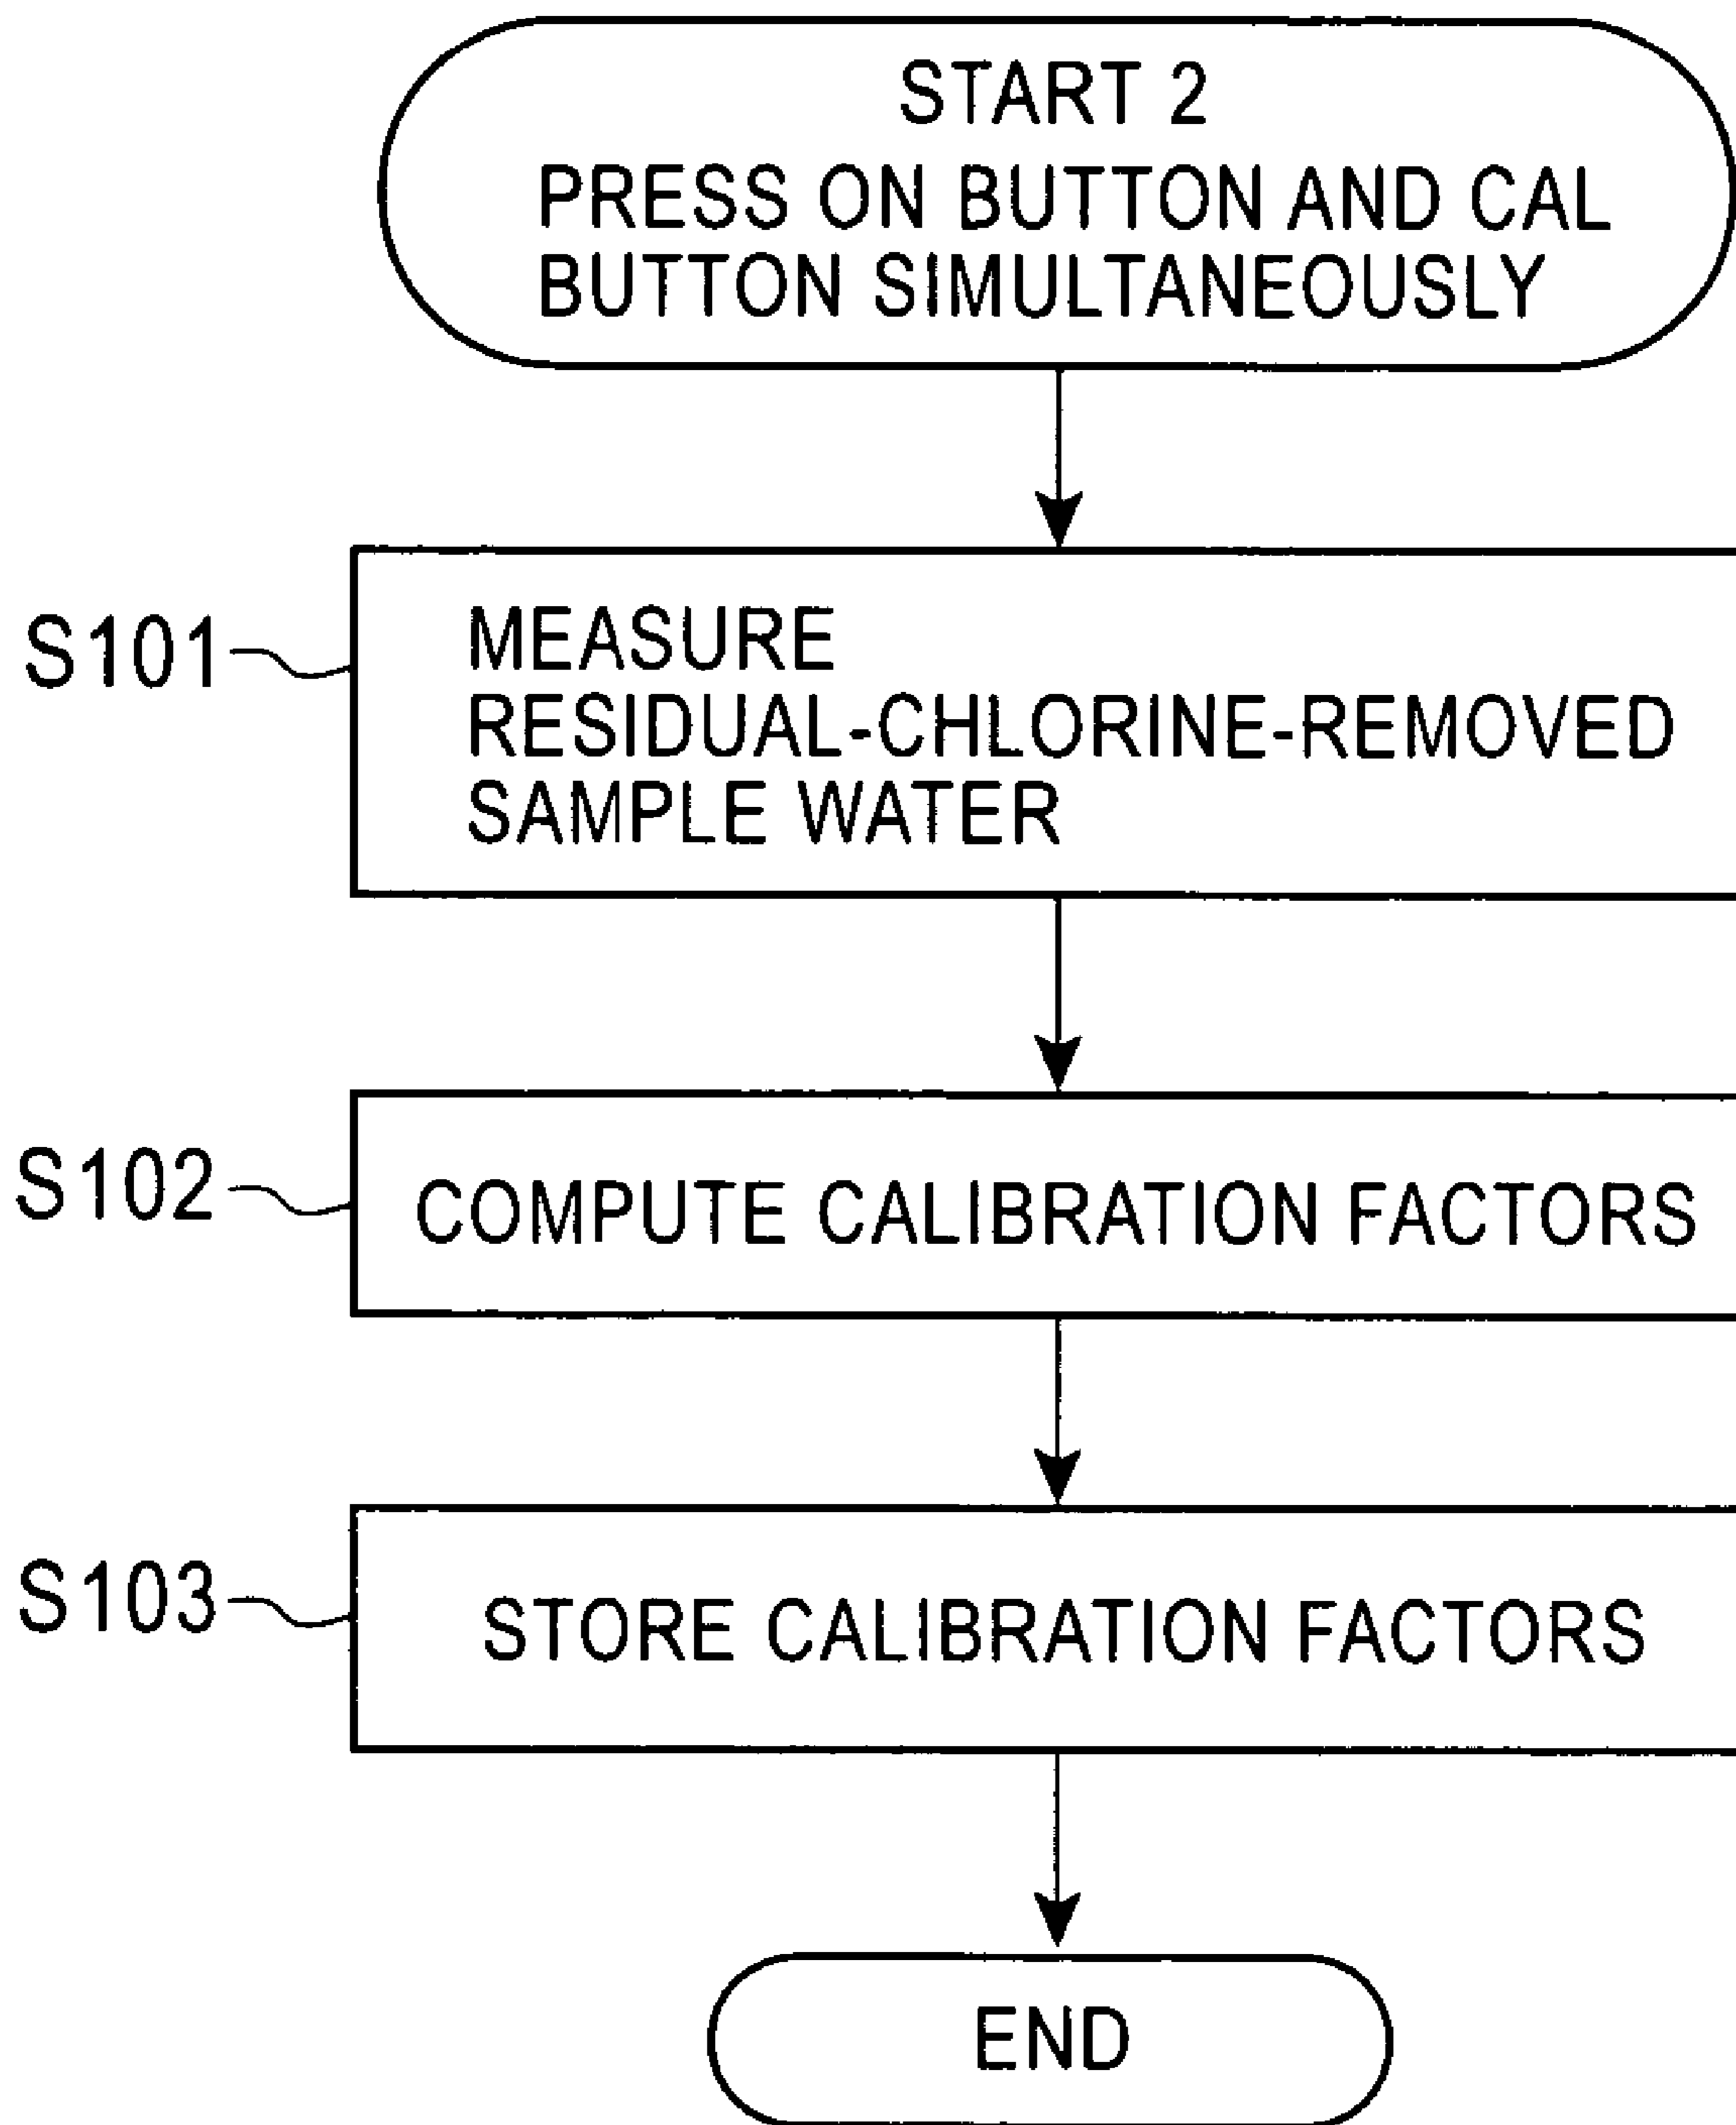 START 2
PRESS ON BUTTON AND CAL
BUTTON SIMULTANEOUSLY
S101
MEASURE
RESIDUAL-CHLORINE-REMOVED
SAMPLE WATER
S102
COMPUTE CALIBRATION FACTORS
S103
STORE CALIBRATION FACTORS
END